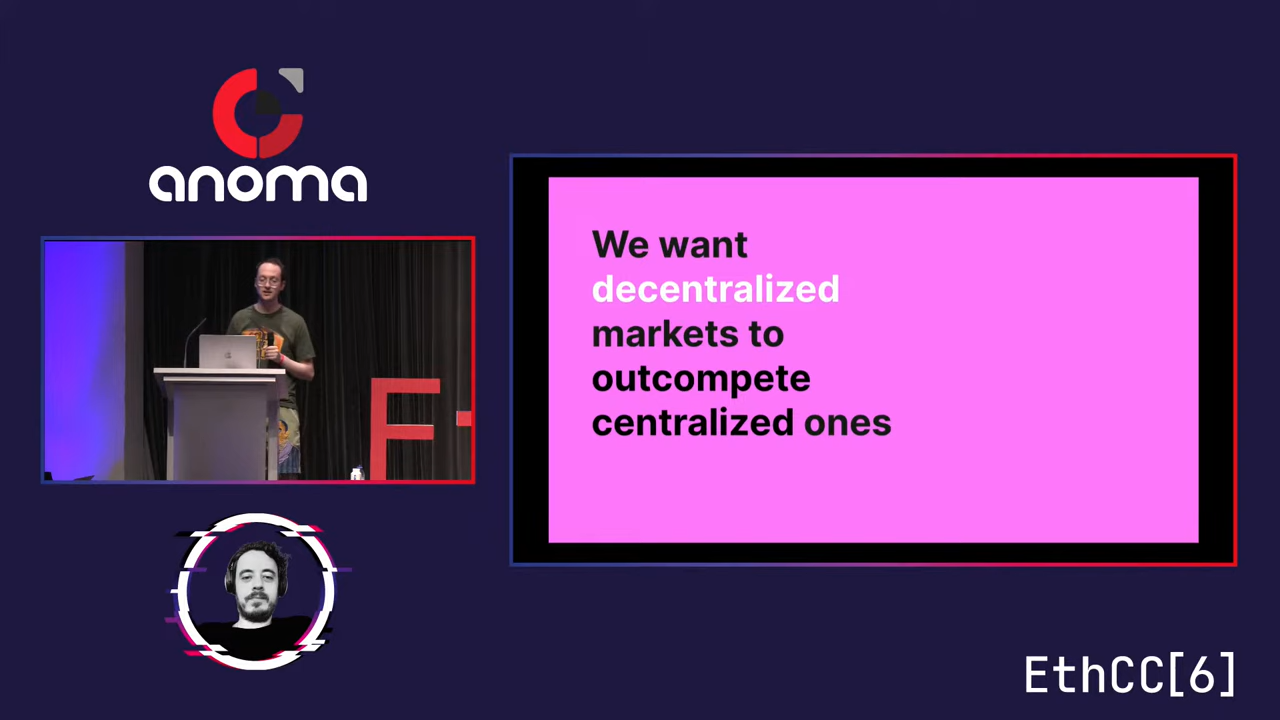 anoma
We want
decentralized
markets to
outcompete
centralized ones
EthCC[6]